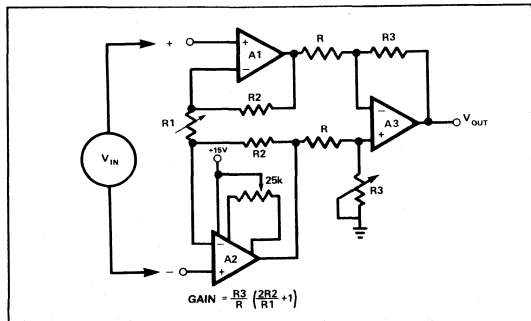 + + A1 − R R3
R2
R1
R2 R − A3 + V_OUT
V_IN
+15V
25k
R3
− − A2 +
GAIN = R3/R (2R2/R1 +1)